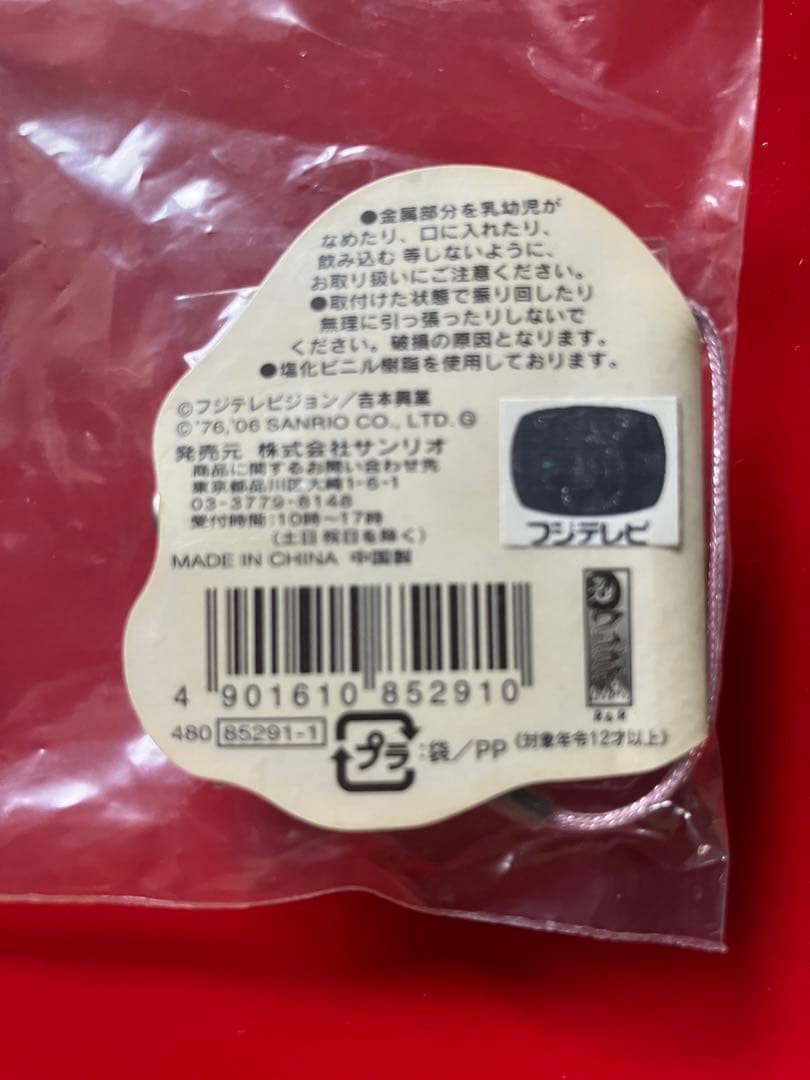 ●金属部分を乳幼児が
なめたり、口に入れたり、
飲み込む 等しないように、
お取り扱いにご注意ください。
●取付けた状態で振り回したり
無理に引っ張ったりしないで
ください。破損の原因となります。
●塩化ビニル樹脂を使用しております。
©フジテレビジョン/吉本興業
©'76,'06 SANRIO CO., LTD. Ⓖ
発売元 株式会社サンリオ
商品に関するお問い合わせ先
東京都品川区大崎1-6-1
03-3779-8148
受付時間:10時~17時
(土日祝日を除く)
MADE IN CHINA 中国製
フジテレビ
4 901610 852910
480 85291-1
プラ :袋/PP (対象年令12才以上)